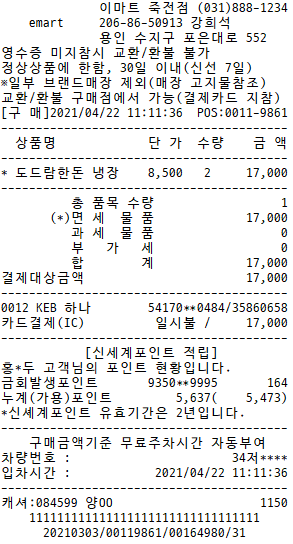 이마트 죽전점 (031)888-1234
emart 206-86-50913 강희석
용인 수지구 포은대로 552
영수증 미지참시 교환/환불 불가
정상상품에 한함, 30일 이내(신선 7일)
※일부 브랜드매장 제외(매장 고지물참조)
교환/환불 구매점에서 가능(결제카드 지참)
[구 매]2021/04/22 11:11:36 POS:0011-9861
상품명 단 가 수량 금 액
* 도드람한돈 냉장 8,500 2 17,000
총 품목 수량 1
(*)면 세 물 품 17,000
과 세 물 품 0
부 가 세 0
합 계 17,000
결제대상금액 17,000
0012 KEB 하나 54170**0484/35860658
카드결제(IC) 일시불 / 17,000
[신세계포인트 적립]
홍*두 고객님의 포인트 현황입니다.
금회발생포인트 9350**9995 164
누계(가용)포인트 5,637( 5,473)
*신세계포인트 유효기간은 2년입니다.
구매금액기준 무료주차시간 자동부여
차량번호 : 34저****
입차시간 : 2021/04/22 11:11:36
캐셔:084599 양OO 1150
11111111111111111111111111111111
20210303/00119861/00164980/31